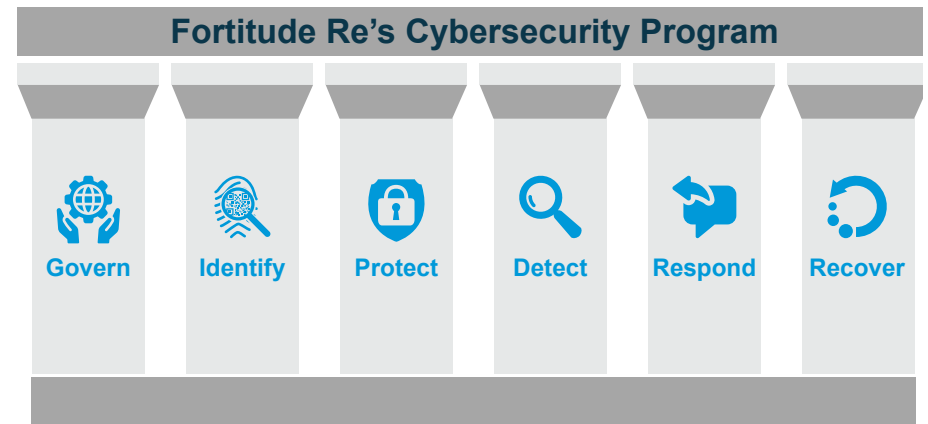 Fortitude Re’s Cybersecurity Program
Govern
Identify
Protect
Detect
Respond
Recover